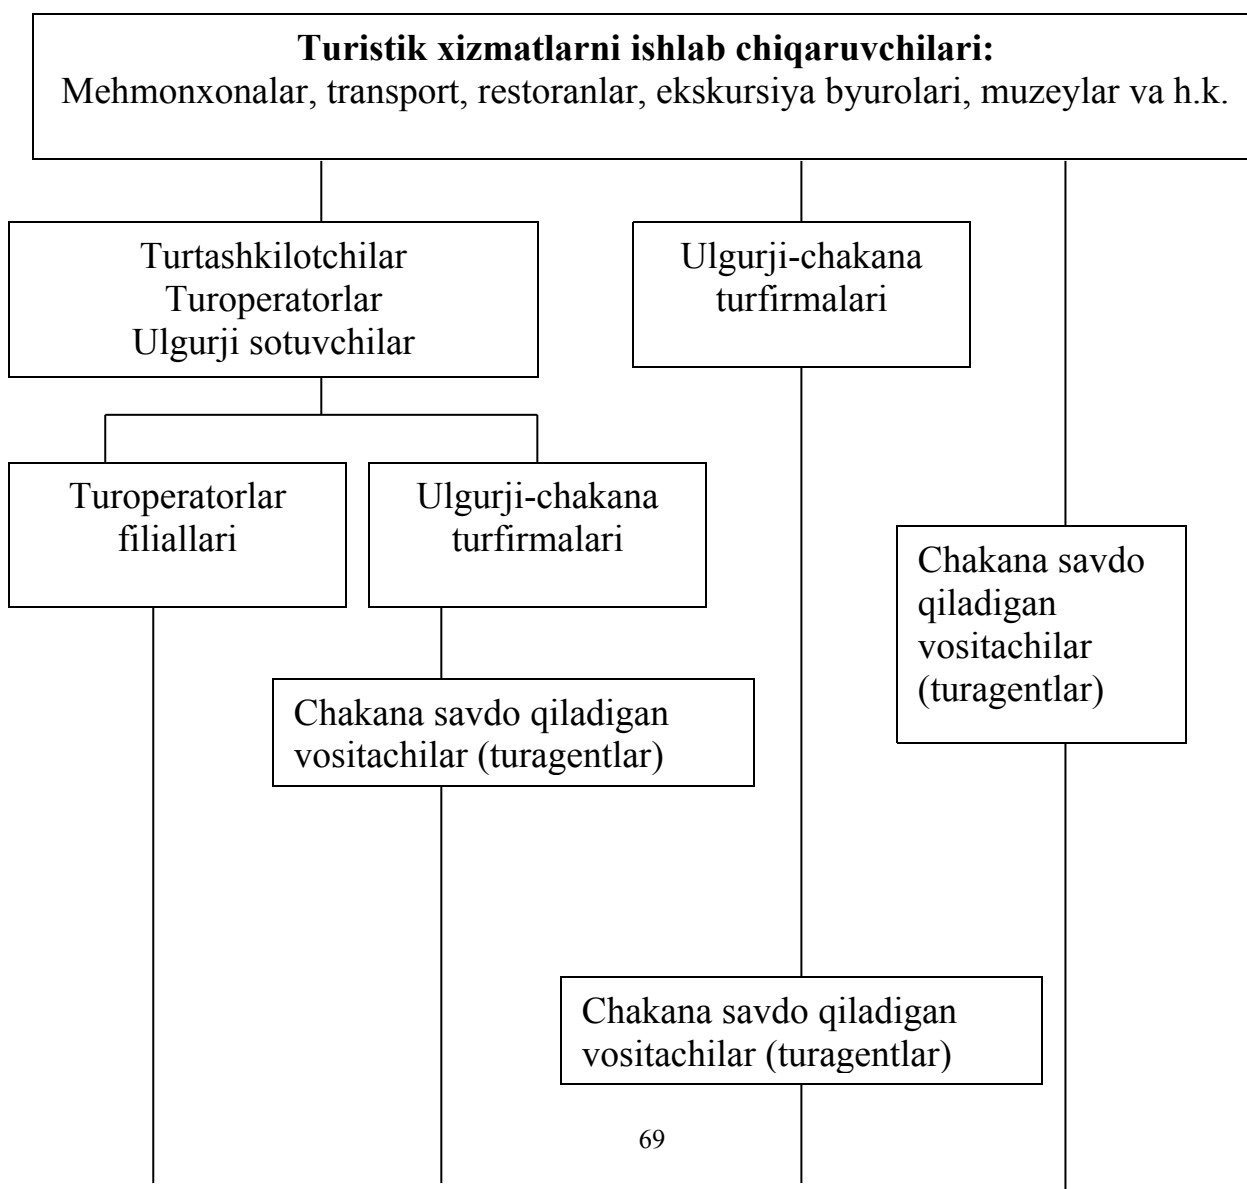 Turistik xizmatlarni ishlab chiqaruvchilari:
Mehmonxonalar, transport, restoranlar, ekskursiya byurolari, muzeylar va h.k.
Turtashkilotchilar
Turoperatorlar
Ulgurji sotuvchilar
Ulgurji-chakana
turfirmalari
Turoperatorlar
filiallari
Ulgurji-chakana
turfirmalari
Chakana savdo
qiladigan
vositachilar
(turagentlar)
Chakana savdo qiladigan
vositachilar (turagentlar)
Chakana savdo qiladigan
vositachilar (turagentlar)
69